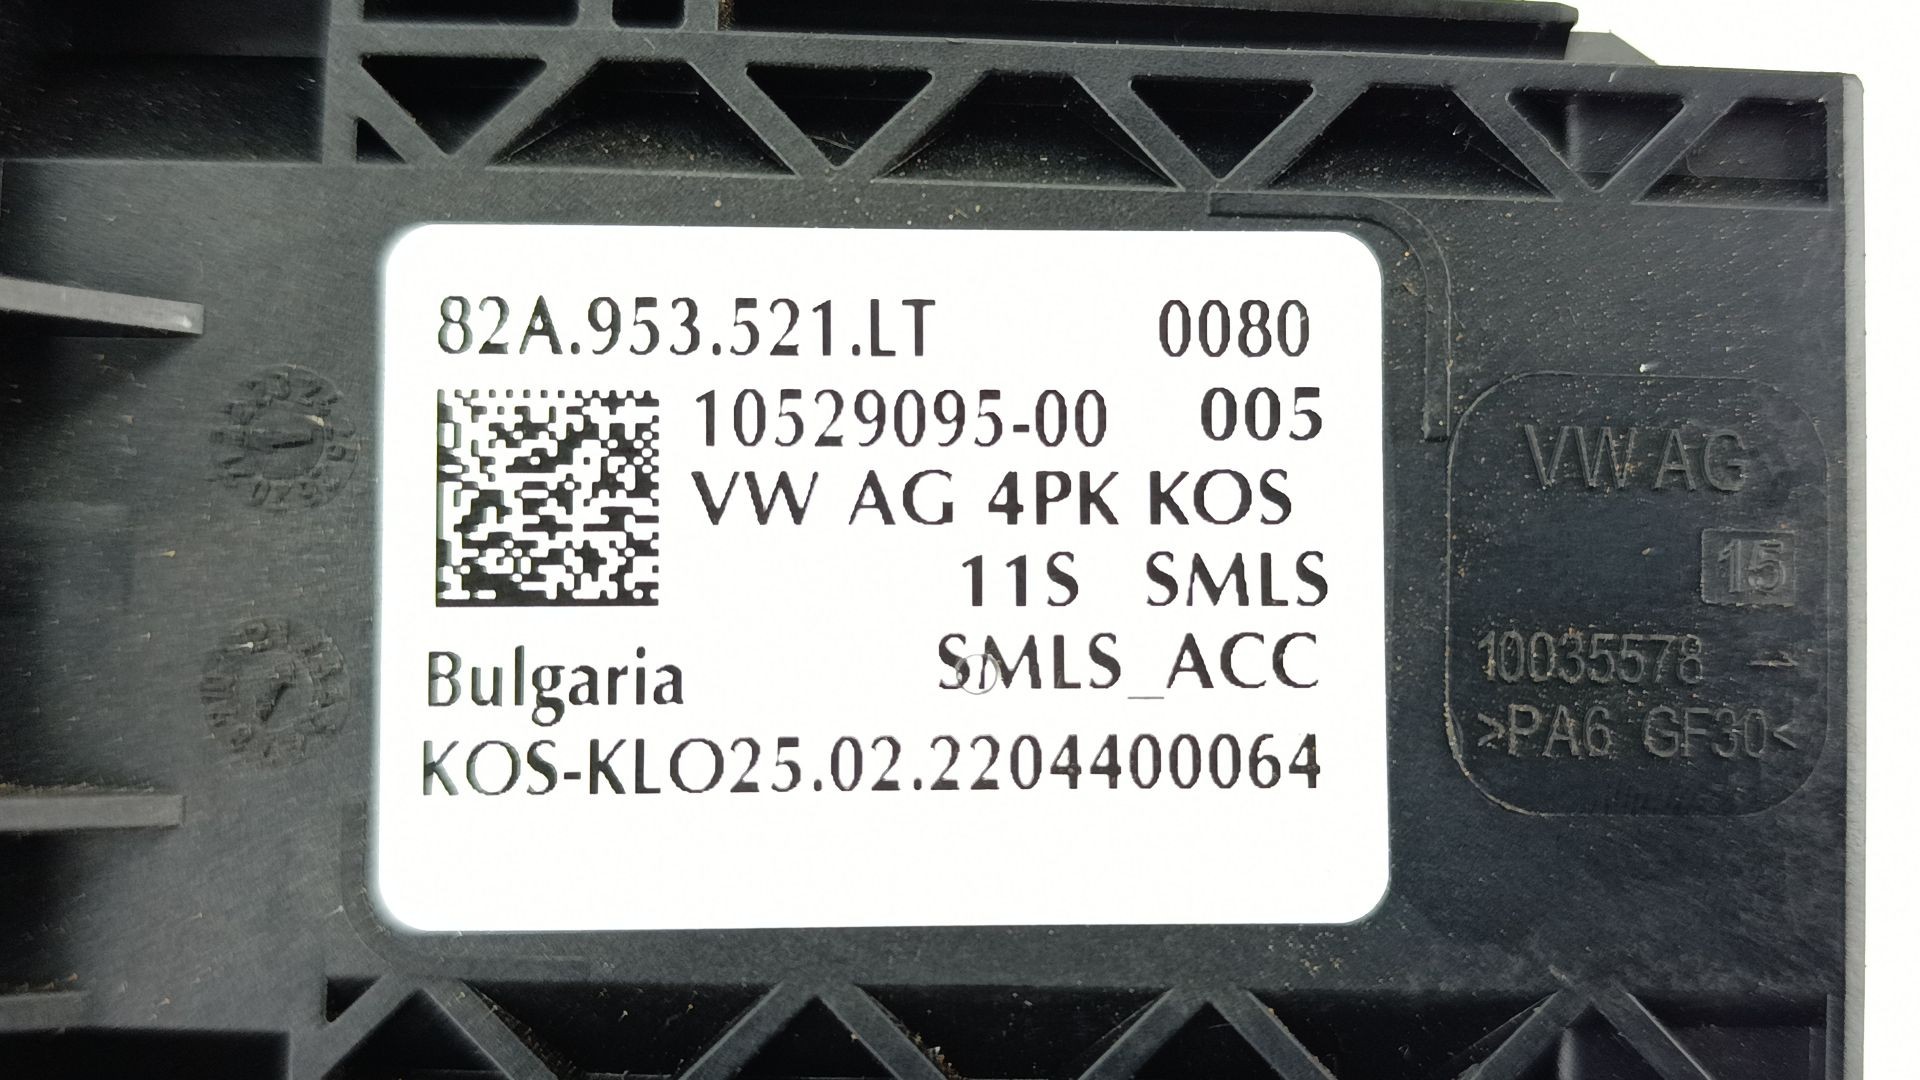 82A.953.521.LT 0080
10529095-00 005
VW AG 4PK KOS
11S SMLS
Bulgaria SMLS_ACC
KOS-KLO25.02.2204400064
VW AG
15
10035578
>PA6 GF30<